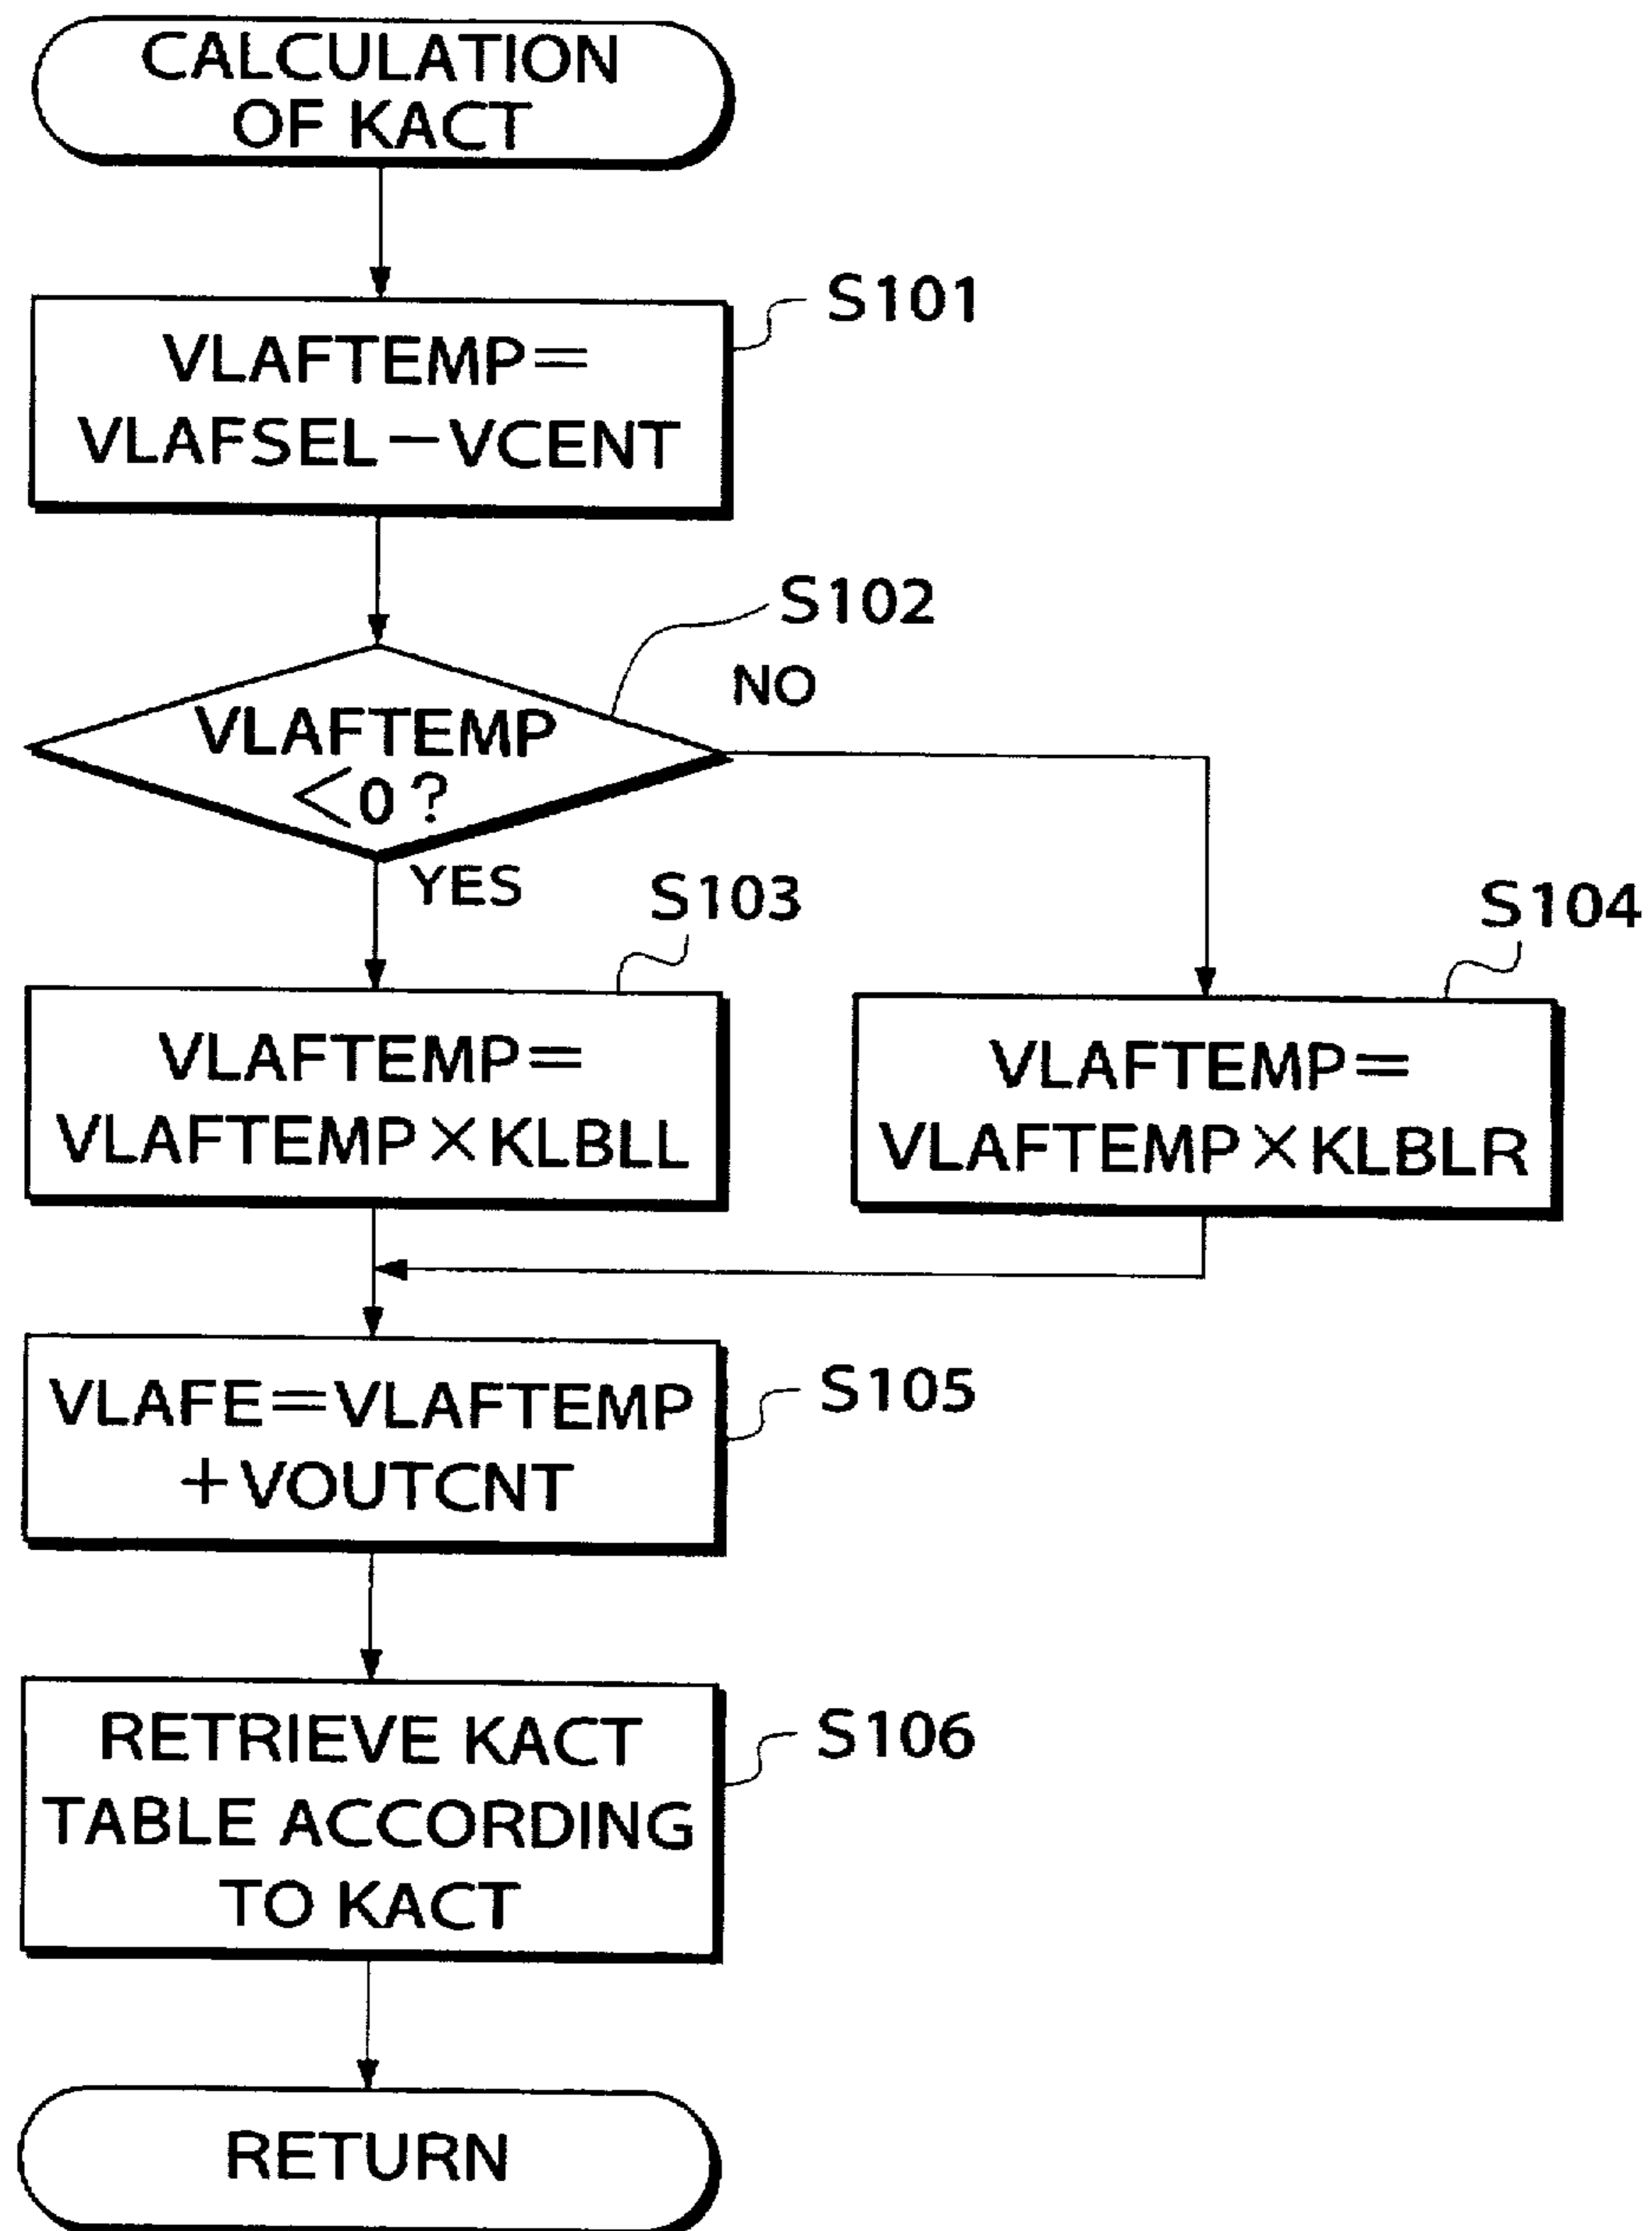 CALCULATION
OF KACT
S101
VLAFTEMP=
VLAFSEL-VCENT
S102
NO
VLAFTEMP
<0?
YES
S103
S104
VLAFTEMP=
VLAFTEMP×KLBLL
VLAFTEMP=
VLAFTEMP×KLBLR
VLAFE=VLAFTEMP
+VOUTCNT
S105
RETRIEVE KACT
TABLE ACCORDING
TO KACT
S106
RETURN